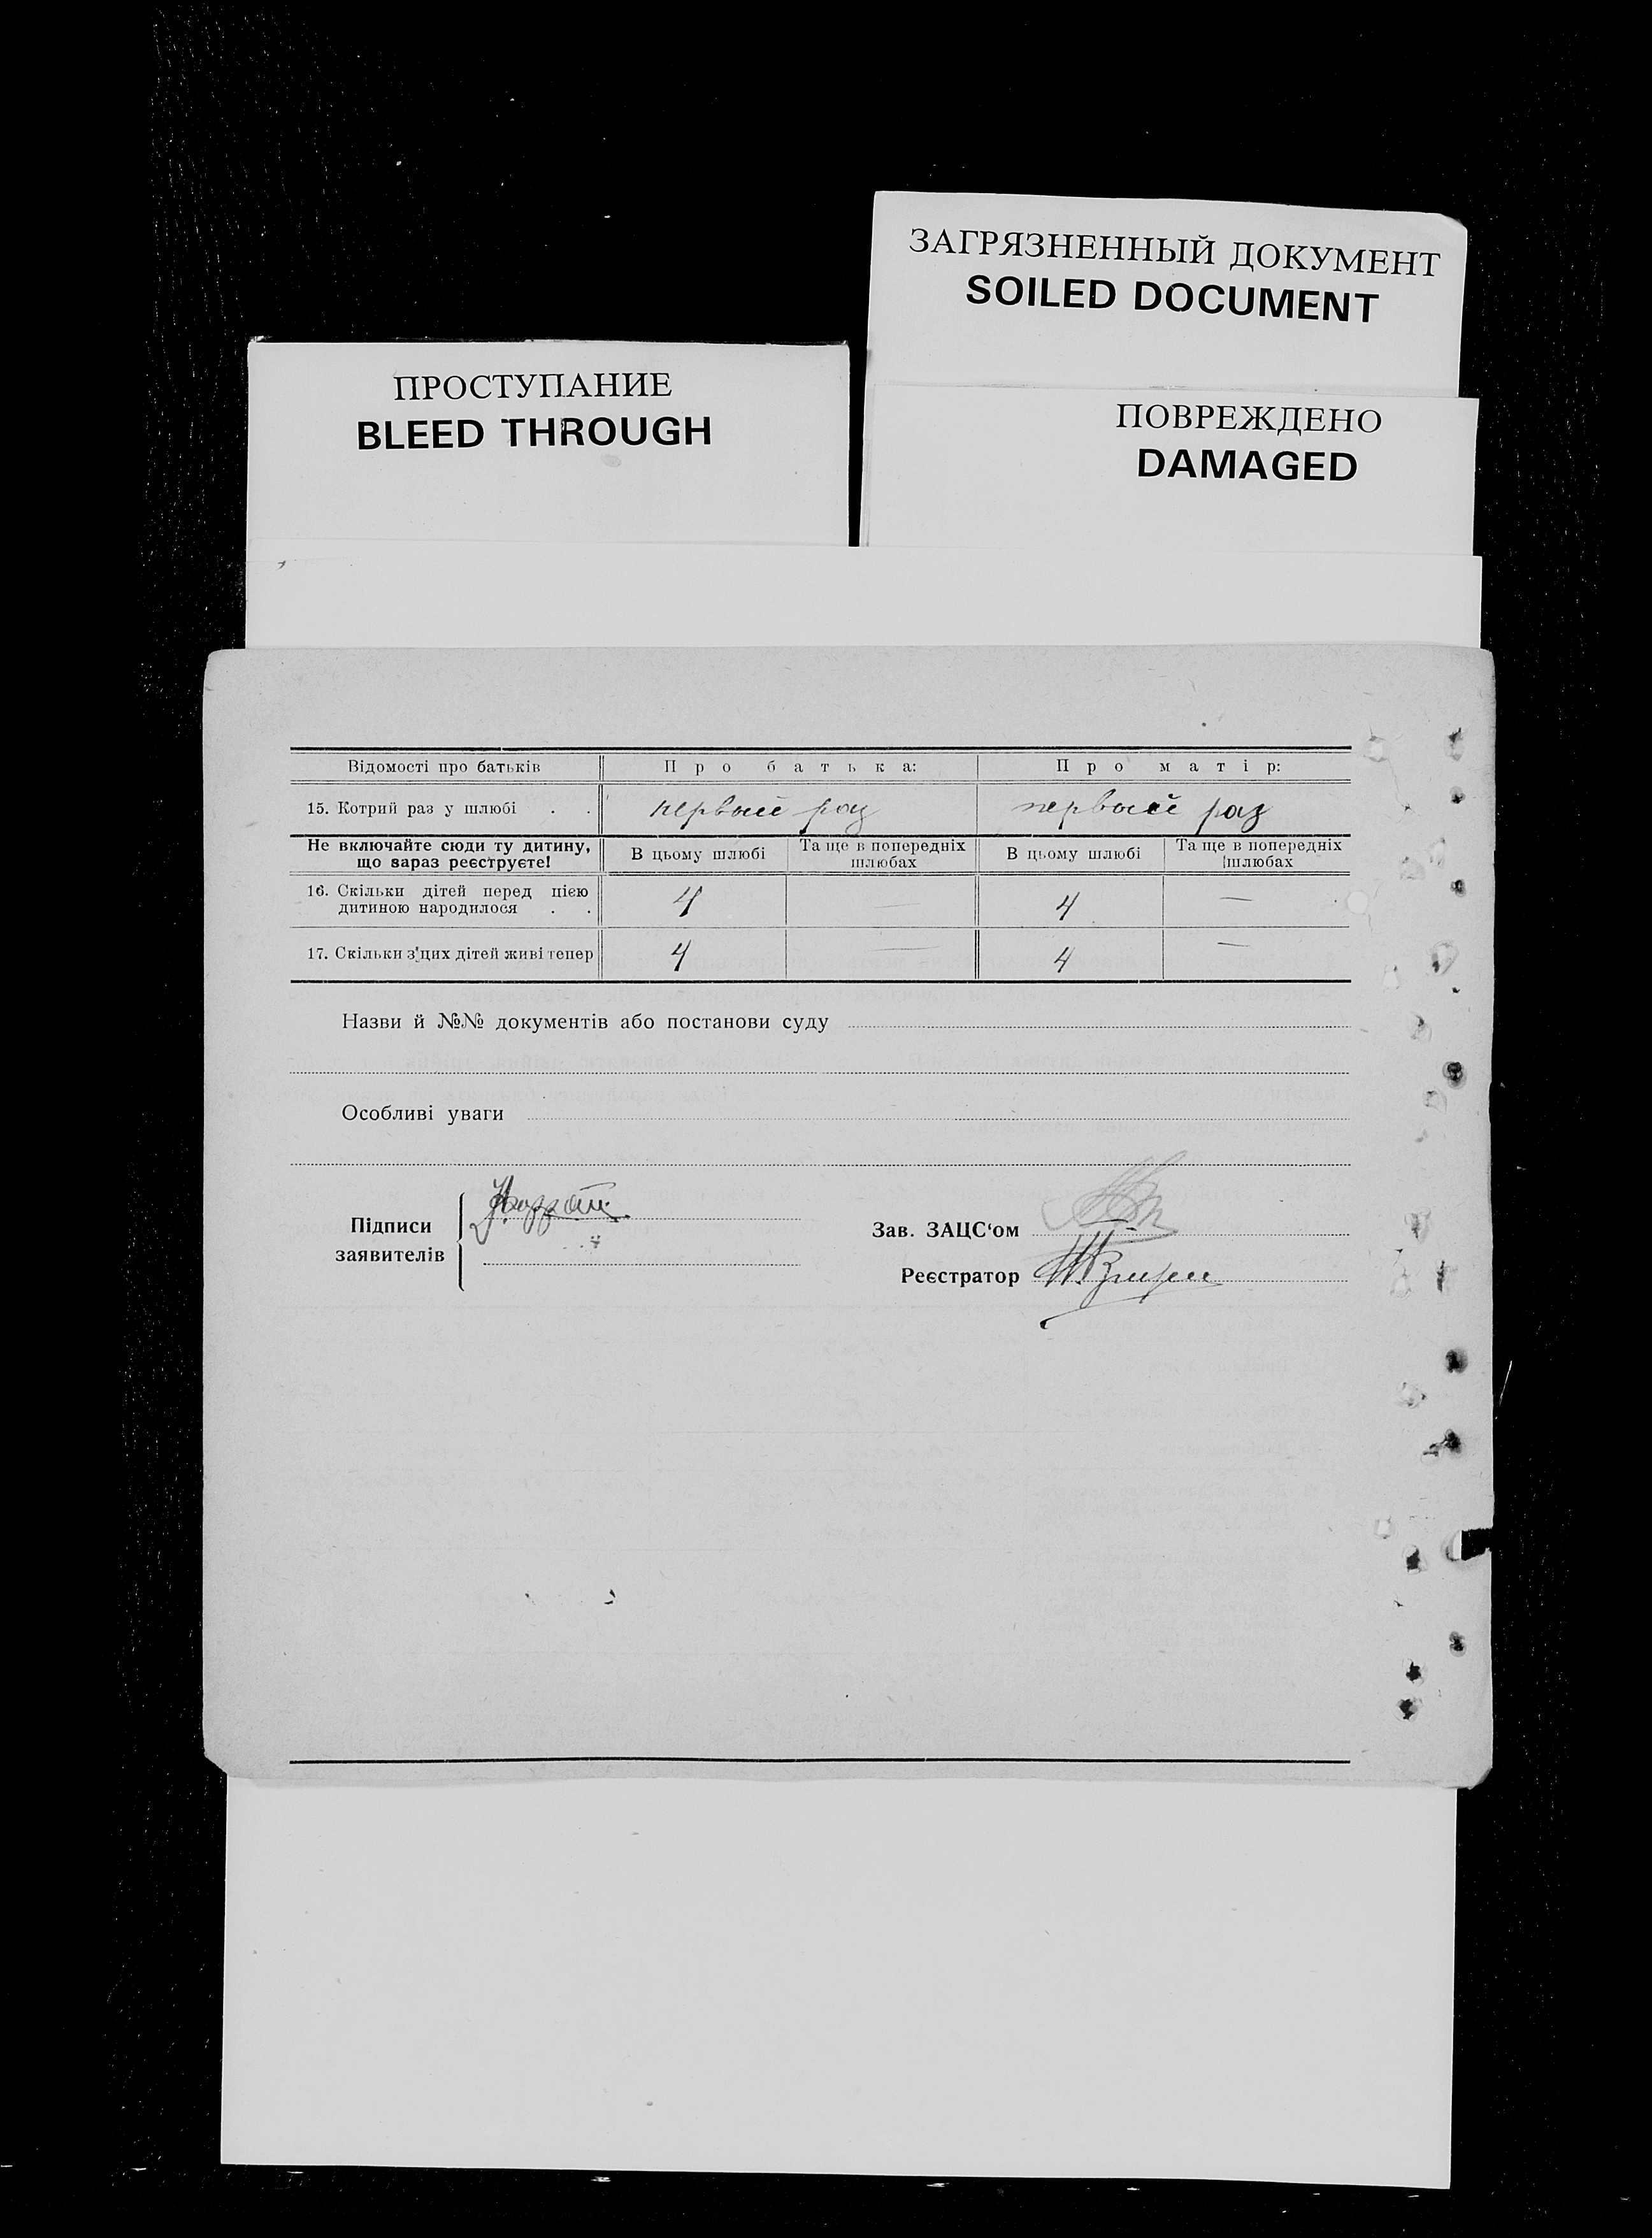 ЗАГРЯЗНЕННЫЙ ДОКУМЕНТ
SOILED DOCUMENT
ПРОСТУПАНИЕ
BLEED THROUGH
ПОВРЕЖДЕНО
DAMAGED
Відомості про батьків Про батька: Про матір:
15. Котрий раз у шлюбі . . первый раз первый раз
Не включайте сюди ту дитину, що зараз реєструєте! В цьому шлюбі Та ще в попередніх шлюбах В цьому шлюбі Та ще в попередніх шлюбах
16. Скільки дітей перед цією
дитиною народилося . . 4 — 4 —
17. Скільки з'цих дітей живі тепер 4 — 4 —
Назви й №№ документів або постанови суду
Особливі уваги
Підписи
заявителів
Зав. ЗАЦС'ом
Реєстратор